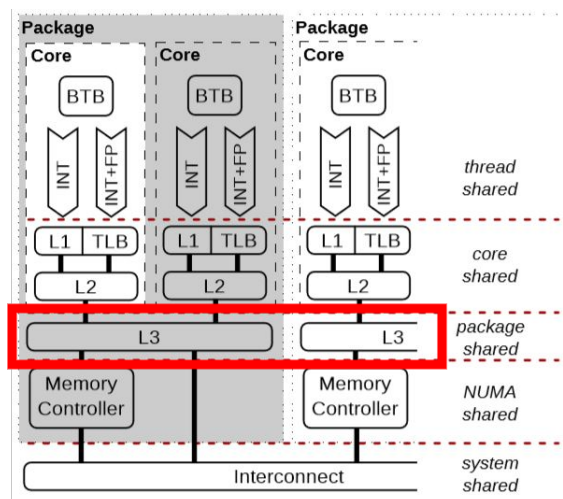 Package
Package
Core
Core
Core
BTB
BTB
BTB
INT
INT+FP
INT
INT+FP
INT
INT+FP
thread
shared
L1 TLB
L1 TLB
L1 TLB
core
shared
L2
L2
L2
L3
L3
package
shared
Memory
Controller
Memory
Controller
NUMA
shared
Interconnect
system
shared